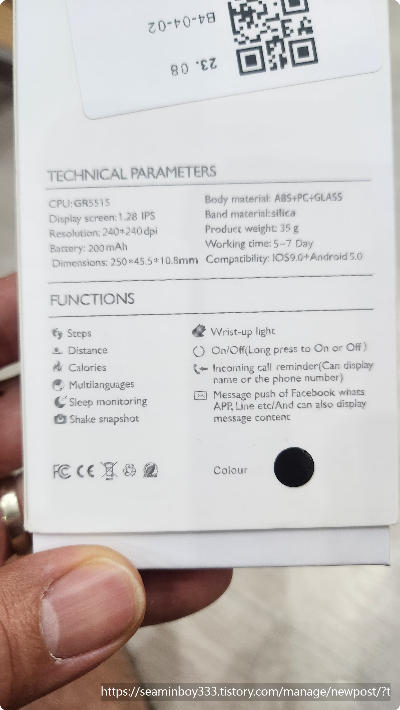 B4-04-02
23. 08
TECHNICAL PARAMETERS
CPU:GR5515
Display screen:1.28 IPS
Resolution: 240*240dpi
Battery: 200mAh
Dimensions: 250*45.5*10.8mm
Body material: ABS+PC+GLASS
Band material:silica
Product weight: 35 g
Working time: 5-7 Day
Compatibility: IOS9.0+Android 5.0
FUNCTIONS
Steps
Distance
Calories
Multilanguages
Sleep monitoring
Shake snapshot
Wrist-up light
On/Off(Long press to On or Off)
Incoming call reminder(Can display
name or the phone number)
Message push of Facebook whats
APP, Line etc/And can also display
message content
FC CE
Colour
https://seaminboy333.tistory.com/manage/newpost/?t